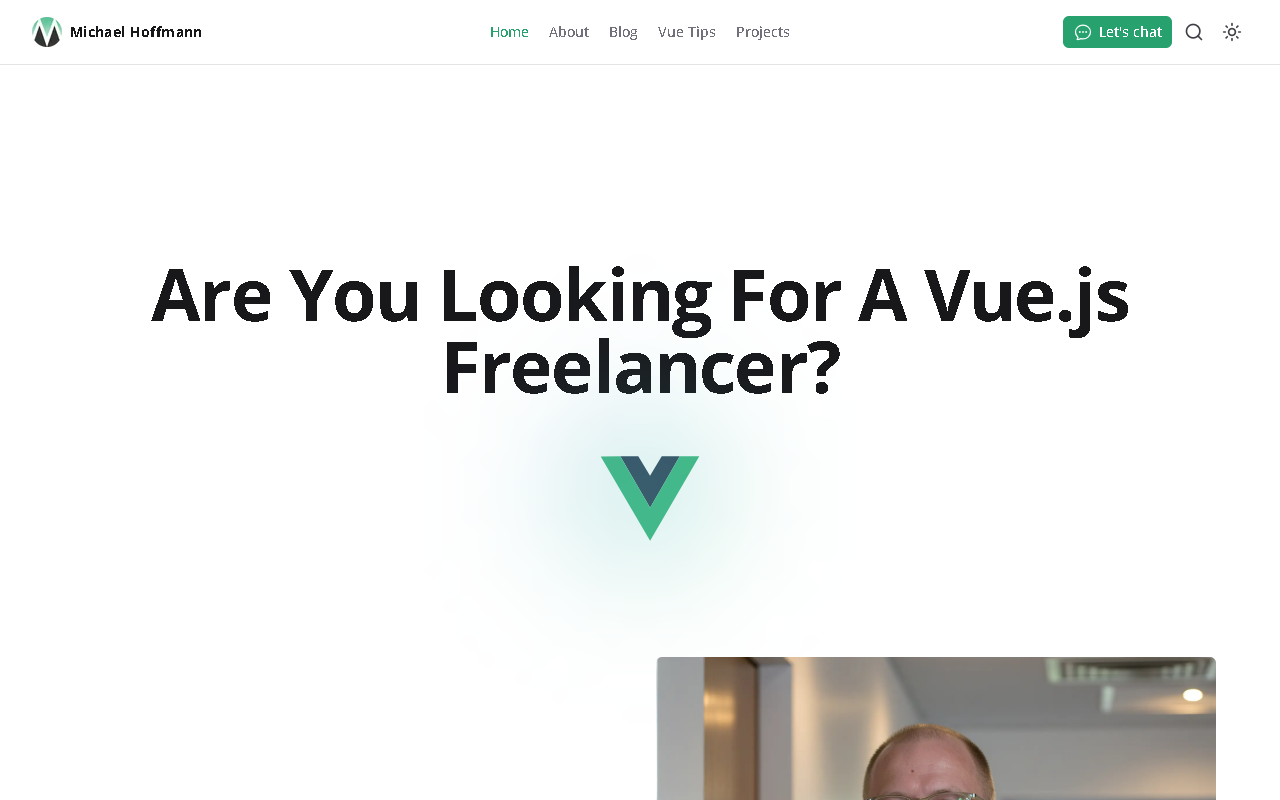 Michael Hoffmann
Home
About
Blog
Vue Tips
Projects
Let's chat
Are You Looking For A Vue.js
Freelancer?